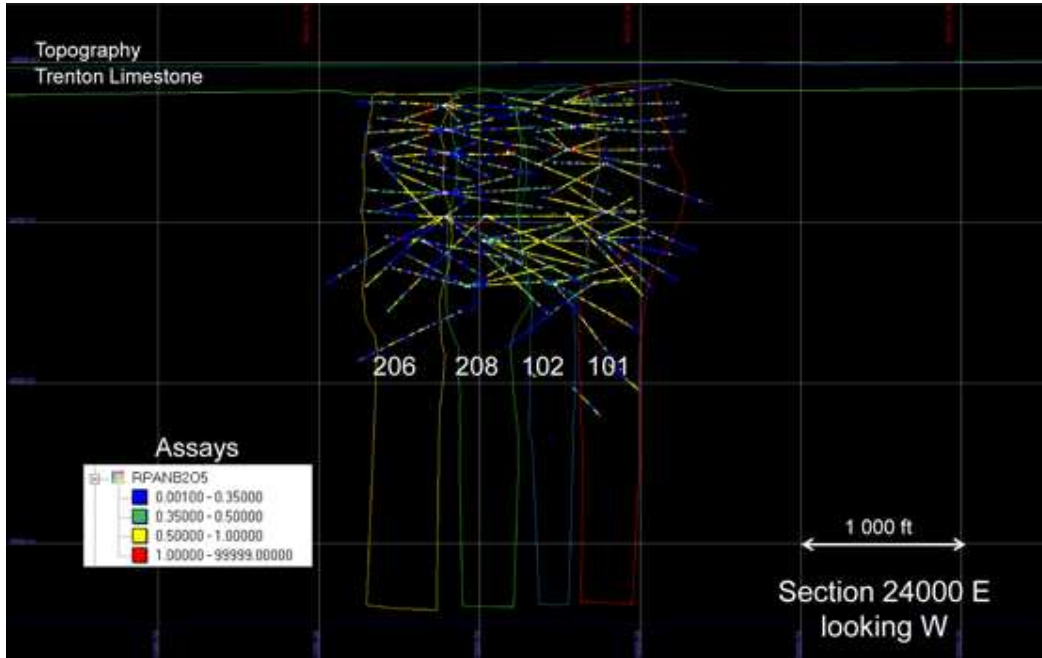 Topography
Trenton Limestone
206
208
102
101
Assays
RPANB2O5
0.00100 - 0.35000
0.35000 - 0.50000
0.50000 - 1.00000
1.00000 - 99999.00000
1 000 ft
Section 24000 E
looking W